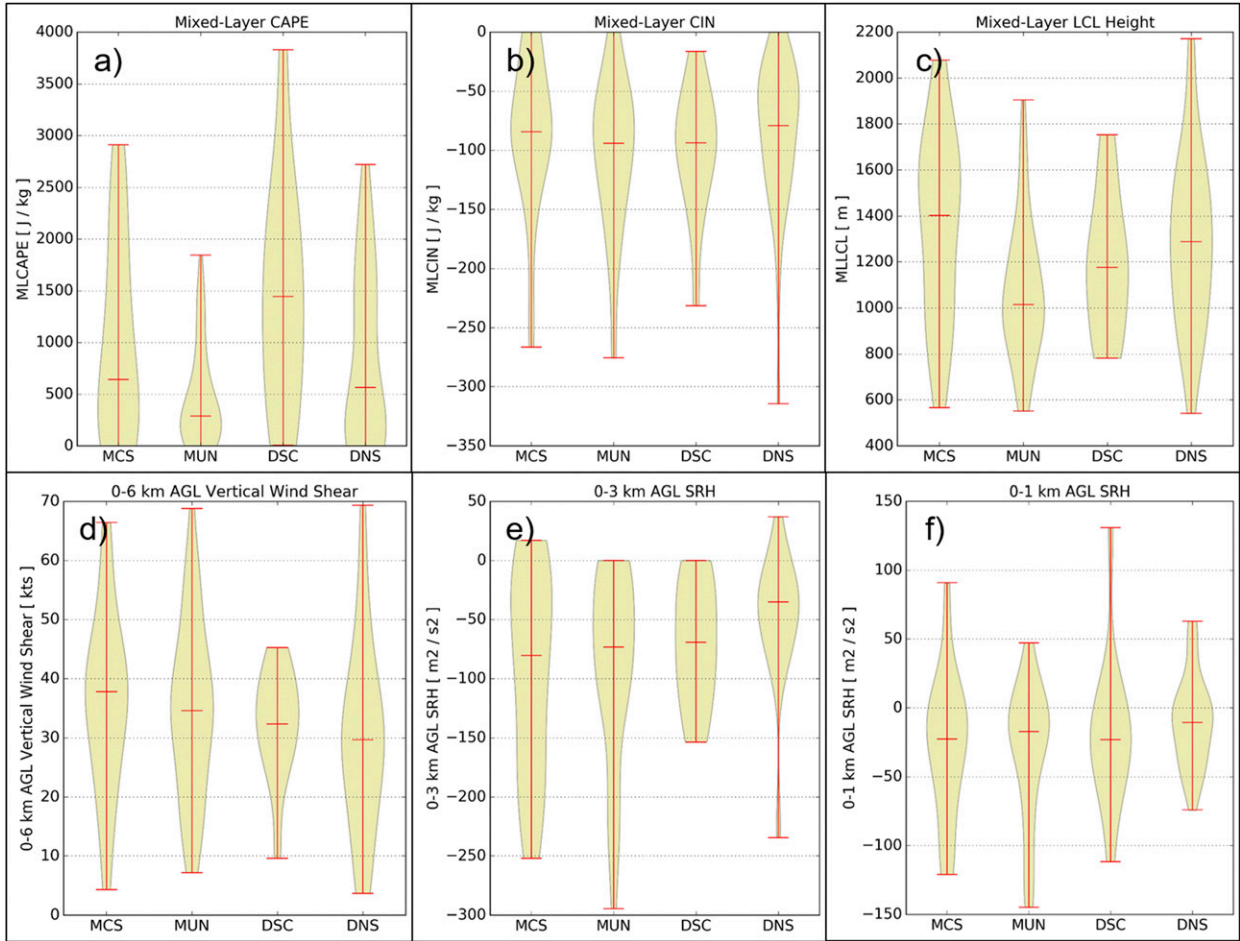 Mixed-Layer CAPE
a)
MLCAPE [ J / kg ]
4000
3500
3000
2500
2000
1500
1000
500
0
MCS MUN DSC DNS
Mixed-Layer CIN
b)
MLCIN [ J / kg ]
0
−50
−100
−150
−200
−250
−300
−350
MCS MUN DSC DNS
Mixed-Layer LCL Height
c)
MLLCL [ m ]
2200
2000
1800
1600
1400
1200
1000
800
600
400
MCS MUN DSC DNS
0-6 km AGL Vertical Wind Shear
d)
0-6 km AGL Vertical Wind Shear [ kts ]
70
60
50
40
30
20
10
0
MCS MUN DSC DNS
0-3 km AGL SRH
e)
0-3 km AGL SRH [ m2 / s2 ]
50
0
−50
−100
−150
−200
−250
−300
MCS MUN DSC DNS
0-1 km AGL SRH
f)
0-1 km AGL SRH [ m2 / s2 ]
150
100
50
0
−50
−100
−150
MCS MUN DSC DNS